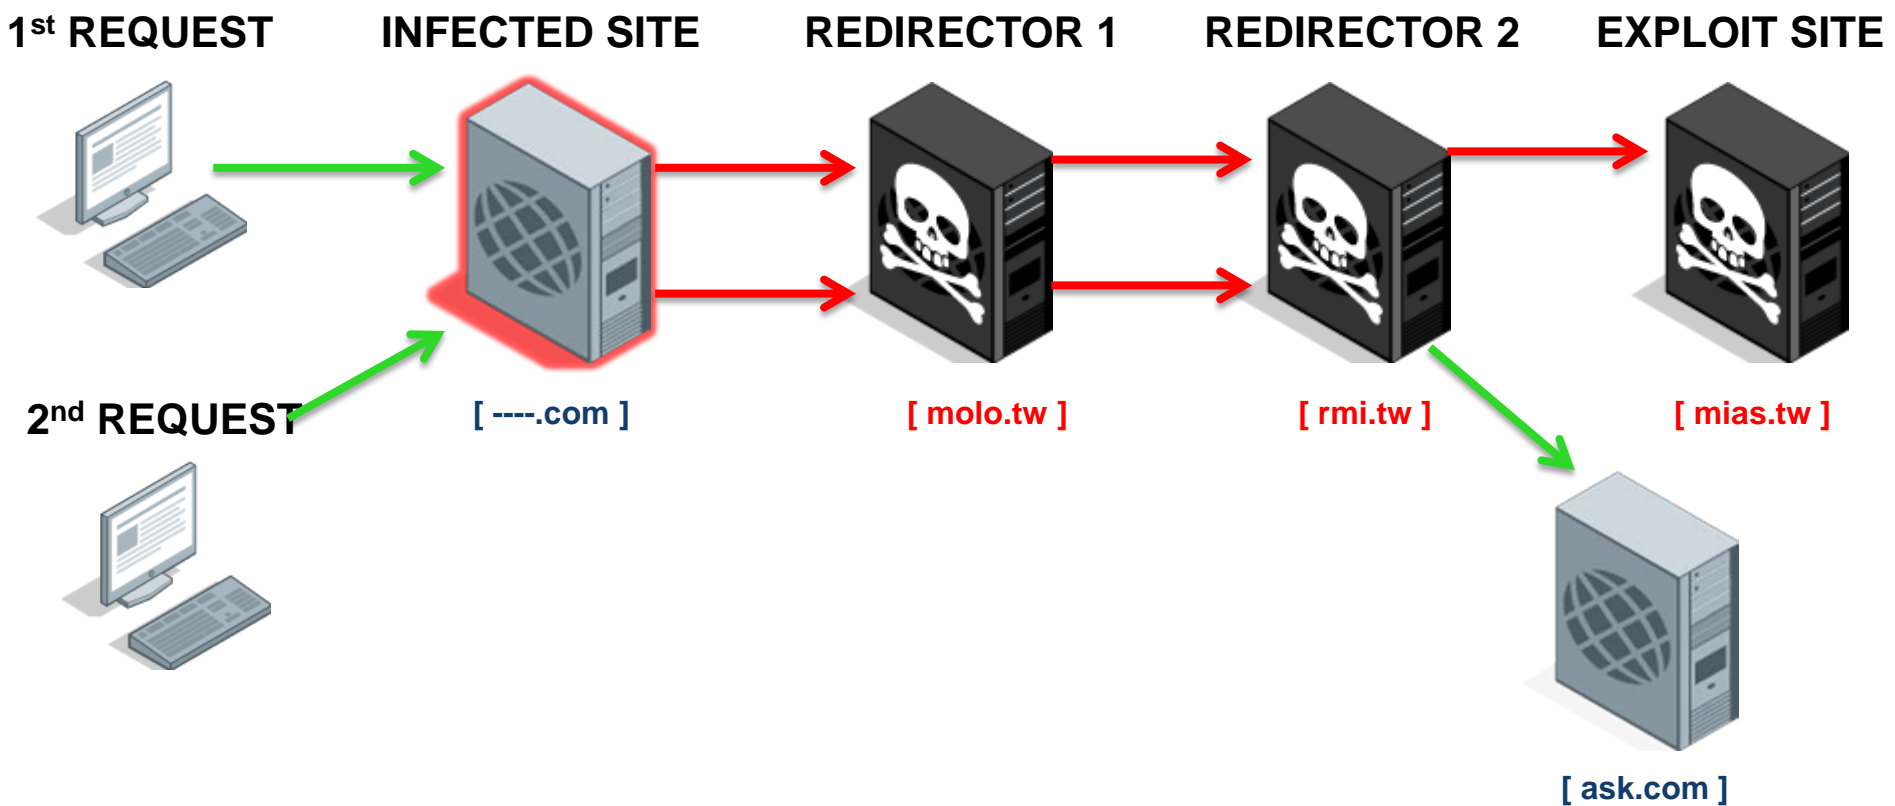 1st REQUEST
INFECTED SITE
REDIRECTOR 1
REDIRECTOR 2
EXPLOIT SITE
[ ----.com ]
[ molo.tw ]
[ rmi.tw ]
[ mias.tw ]
2nd REQUEST
[ ask.com ]